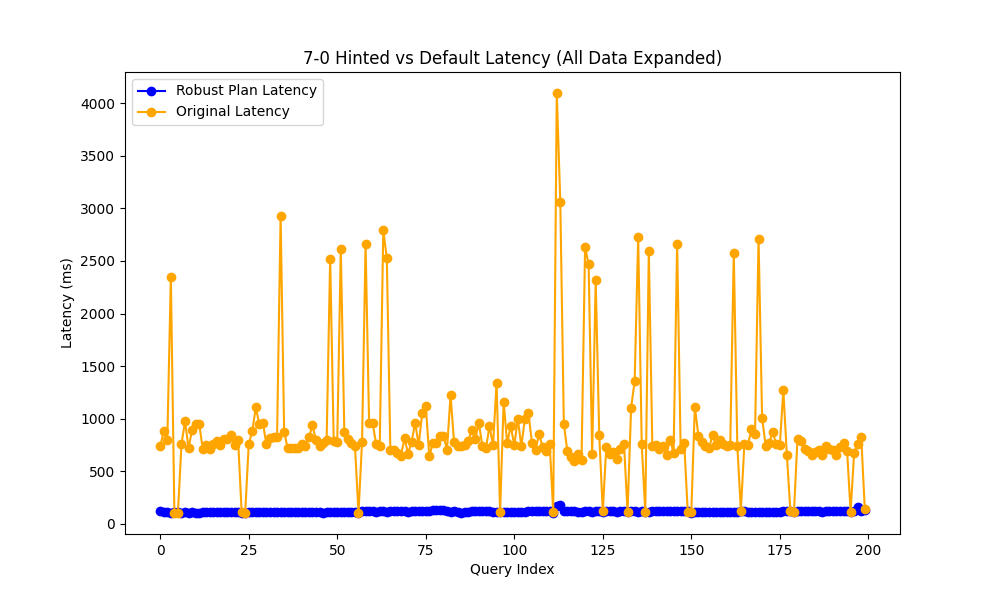 7-0 Hinted vs Default Latency (All Data Expanded)
Robust Plan Latency
Original Latency
Latency (ms)
4000
3500
3000
2500
2000
1500
1000
500
0
0 25 50 75 100 125 150 175 200
Query Index